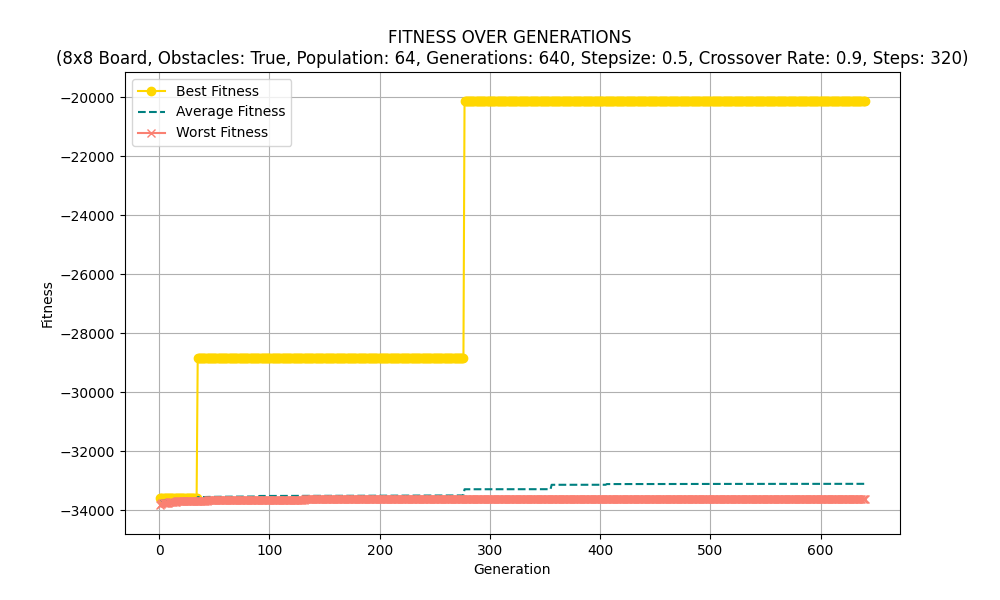 FITNESS OVER GENERATIONS
(8x8 Board, Obstacles: True, Population: 64, Generations: 640, Stepsize: 0.5, Crossover Rate: 0.9, Steps: 320)
Best Fitness
Average Fitness
Worst Fitness
Fitness
−20000
−22000
−24000
−26000
−28000
−30000
−32000
−34000
0 100 200 300 400 500 600
Generation